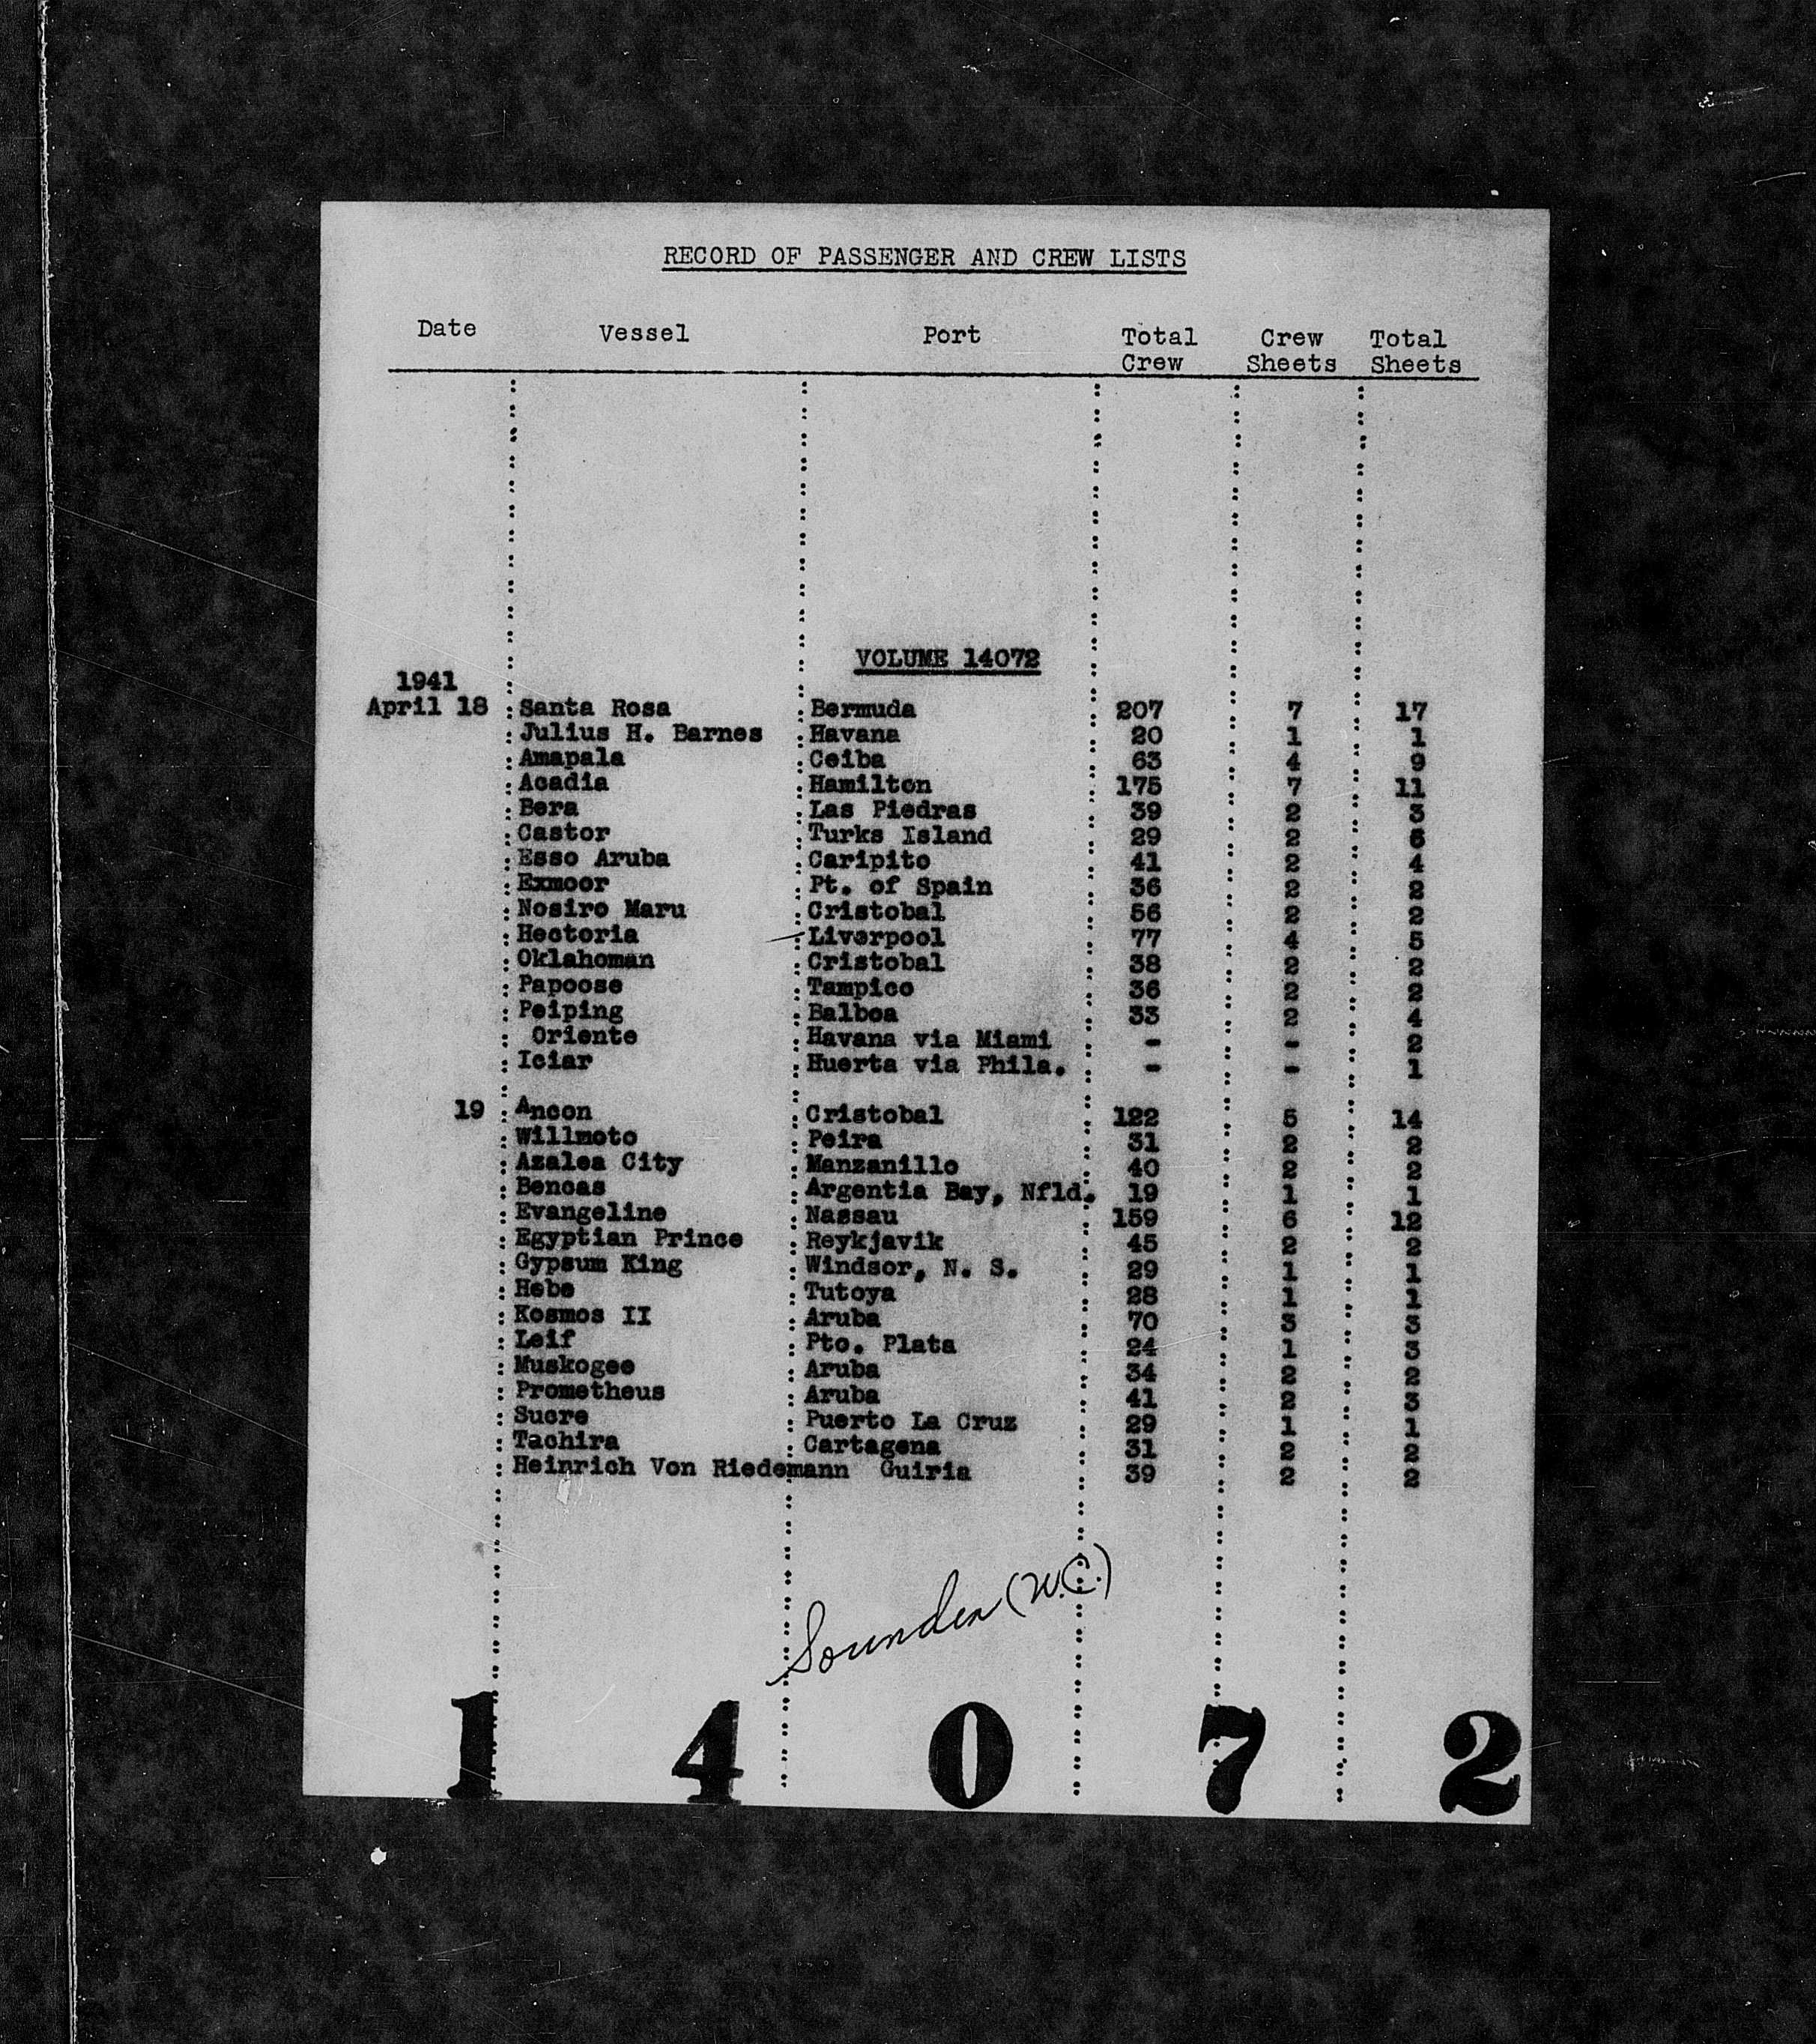 RECORD OF PASSENGER AND CREW LISTS
Date Vessel Port Total Crew Crew Sheets Total Sheets
VOLUME 14072
1941
April 18 Santa Rosa Bermuda 207 7 17
Julius H. Barnes Havana 20 1 1
Amapala Ceiba 63 4 9
Acadia Hamilton 175 7 11
Bera Las Piedras 39 2 3
Castor Turks Island 29 2
Esso Aruba Caripito 41 2 4
Exmoor Pt. of Spain 36 2 2
Nosiro Maru Cristobal 56 2 2
Hectoria Liverpool 77 4 5
Oklahoman Cristobal 38 2 2
Papoose Tampico 36 2 2
Peiping Balboa 33 2 4
Oriente Havana via Miami - - 2
Iciar Huerta via Phila. - - 1
19 Ancon Cristobal 122 5 14
Willmoto Peira 31 2 2
Azalea City Manzanillo 40 2 2
Bencas Argentia Bay, Nfld. 19 1 1
Evangeline Nassau 159 6 12
Egyptian Prince Reykjavik 45 2 2
Gypsum King Windsor, N. S. 29 1 1
Hebe Tutoya 28 1 1
Kosmos II Aruba 70 3 3
Leif Pto. Plata 24 1 3
Muskogee Aruba 34 2 2
Prometheus Aruba 41 2 3
Sucre Puerto La Cruz 29 1 1
Tachira Cartagena 31 2 2
Heinrich Von Riedemann Guiria 39 2 2
(W.C.)
1 4 0 7 2